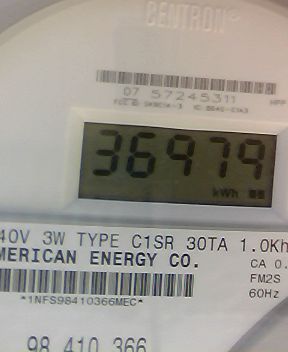 CENTRON
07 57245311
36979
kWh
40V 3W TYPE C1SR 30TA 1.0Kh
MERICAN ENERGY CO.
CA 0.
FM2S
60Hz
*1NFS98410366MEC*
98 410 366